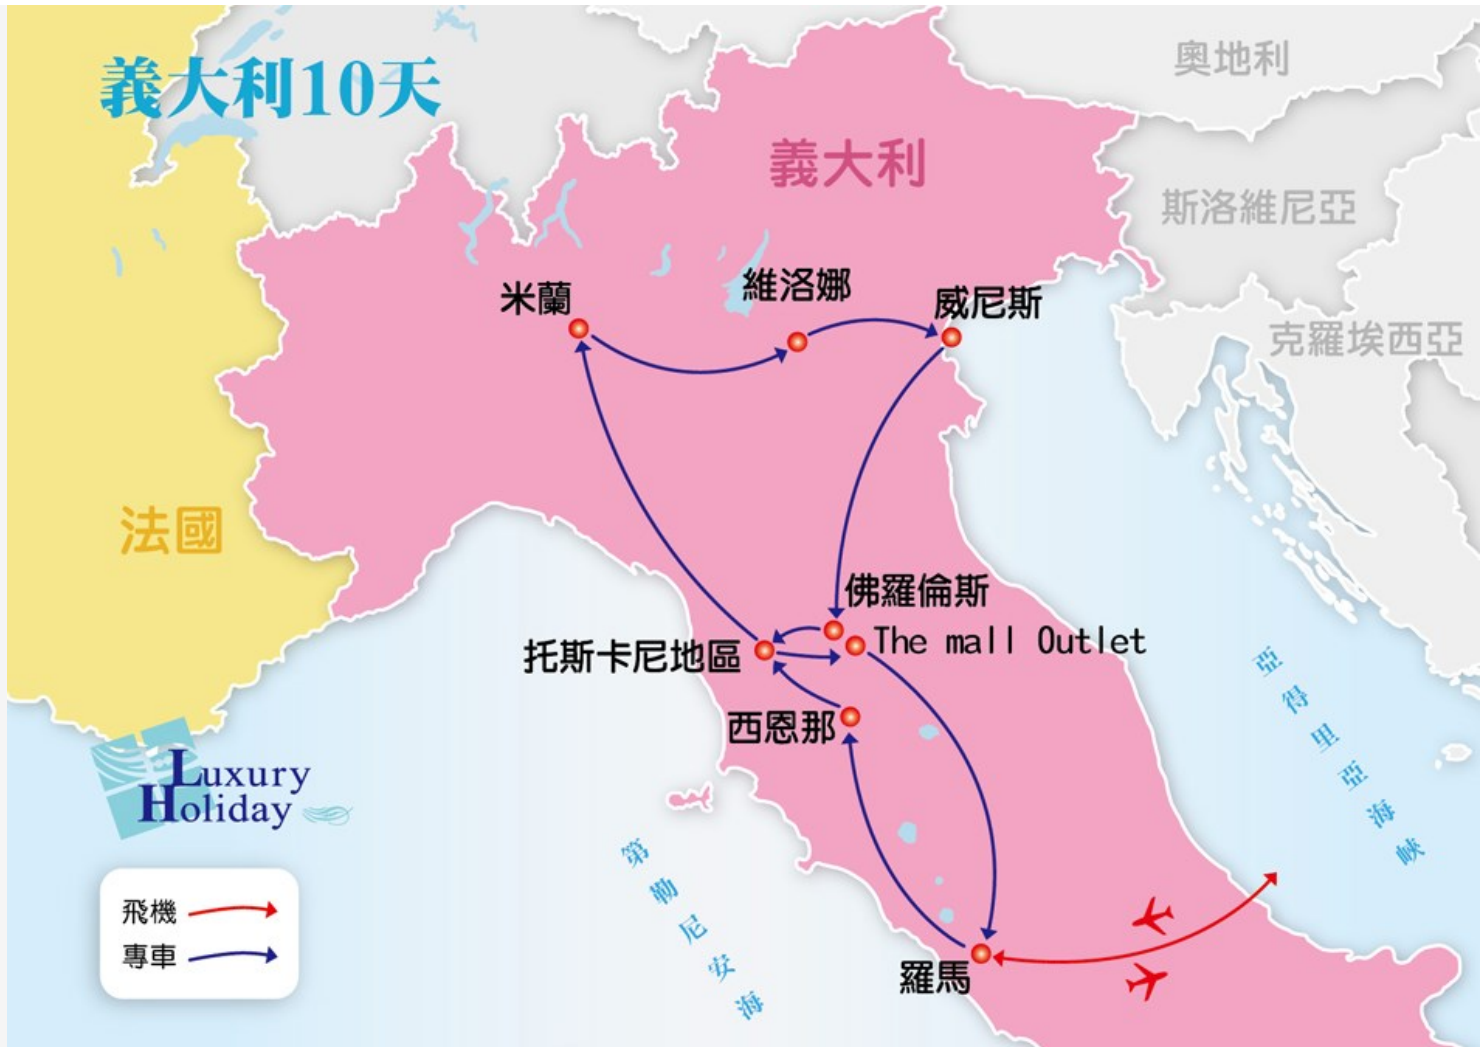 義大利10天
奧地利
義大利
斯洛維尼亞
米蘭
維洛娜
威尼斯
克羅埃西亞
法國
佛羅倫斯
The mall Outlet
托斯卡尼地區
西恩那
亞得里亞海峽
Luxury
Holiday
第勒尼安海
飛機
專車
羅馬